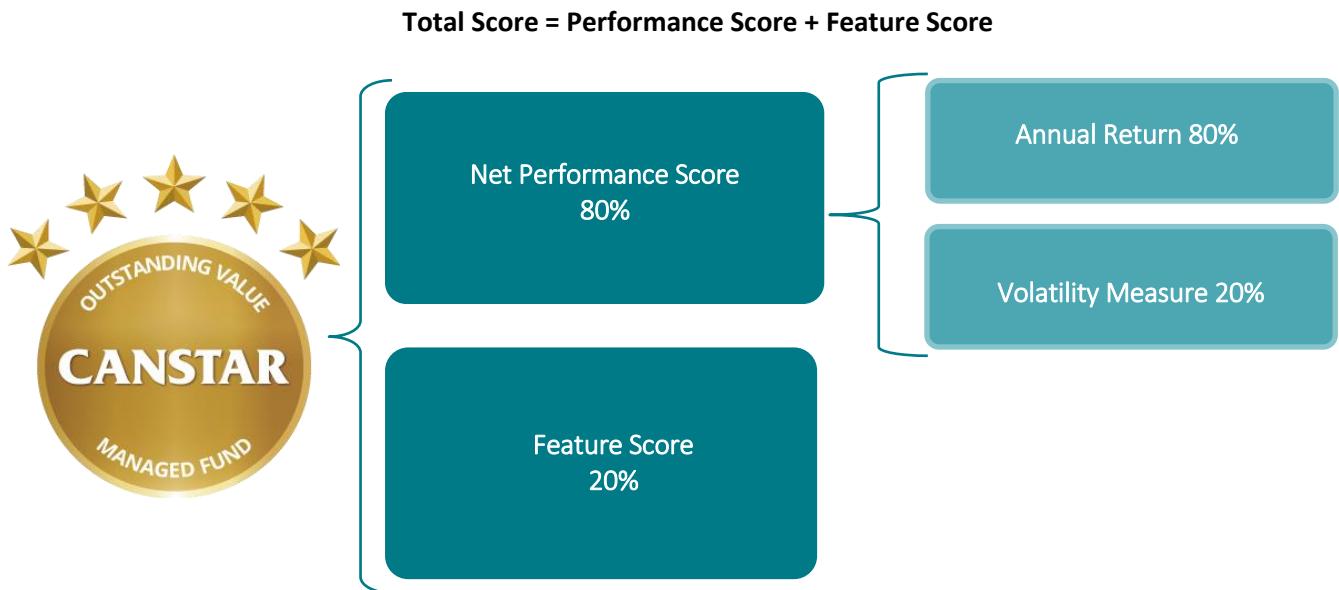 Total Score = Performance Score + Feature Score
OUTSTANDING VALUE
CANSTAR
MANAGED FUND
Net Performance Score
80%
Feature Score
20%
Annual Return 80%
Volatility Measure 20%